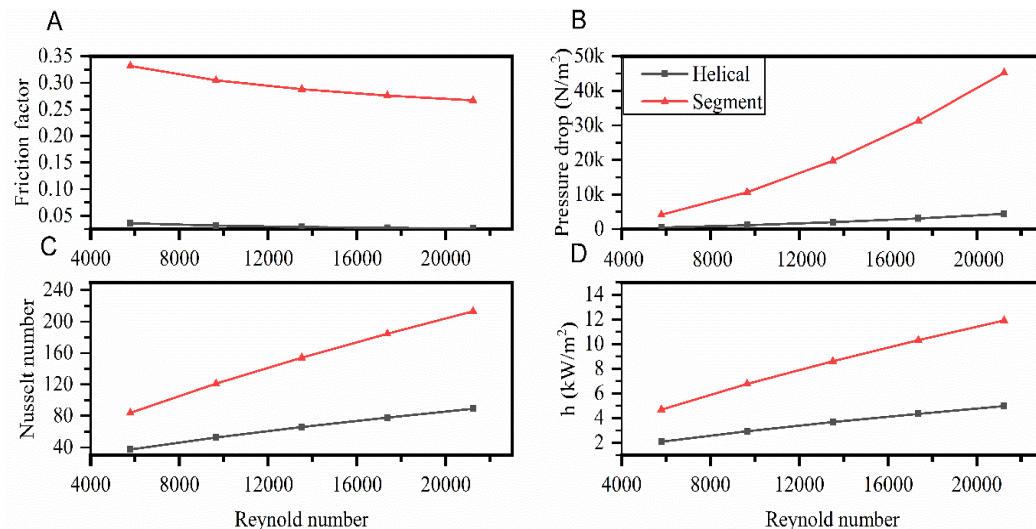 A
Friction factor
0.35
0.30
0.25
0.20
0.15
0.10
0.05
4000 8000 12000 16000 20000
B
Pressure drop (N/m²)
50k
40k
30k
20k
10k
0
Helical
Segment
4000 8000 12000 16000 20000
C
Nusselt number
240
200
160
120
80
40
4000 8000 12000 16000 20000
Reynold number
D
h (kW/m²)
14
12
10
8
6
4
2
4000 8000 12000 16000 20000
Reynold number